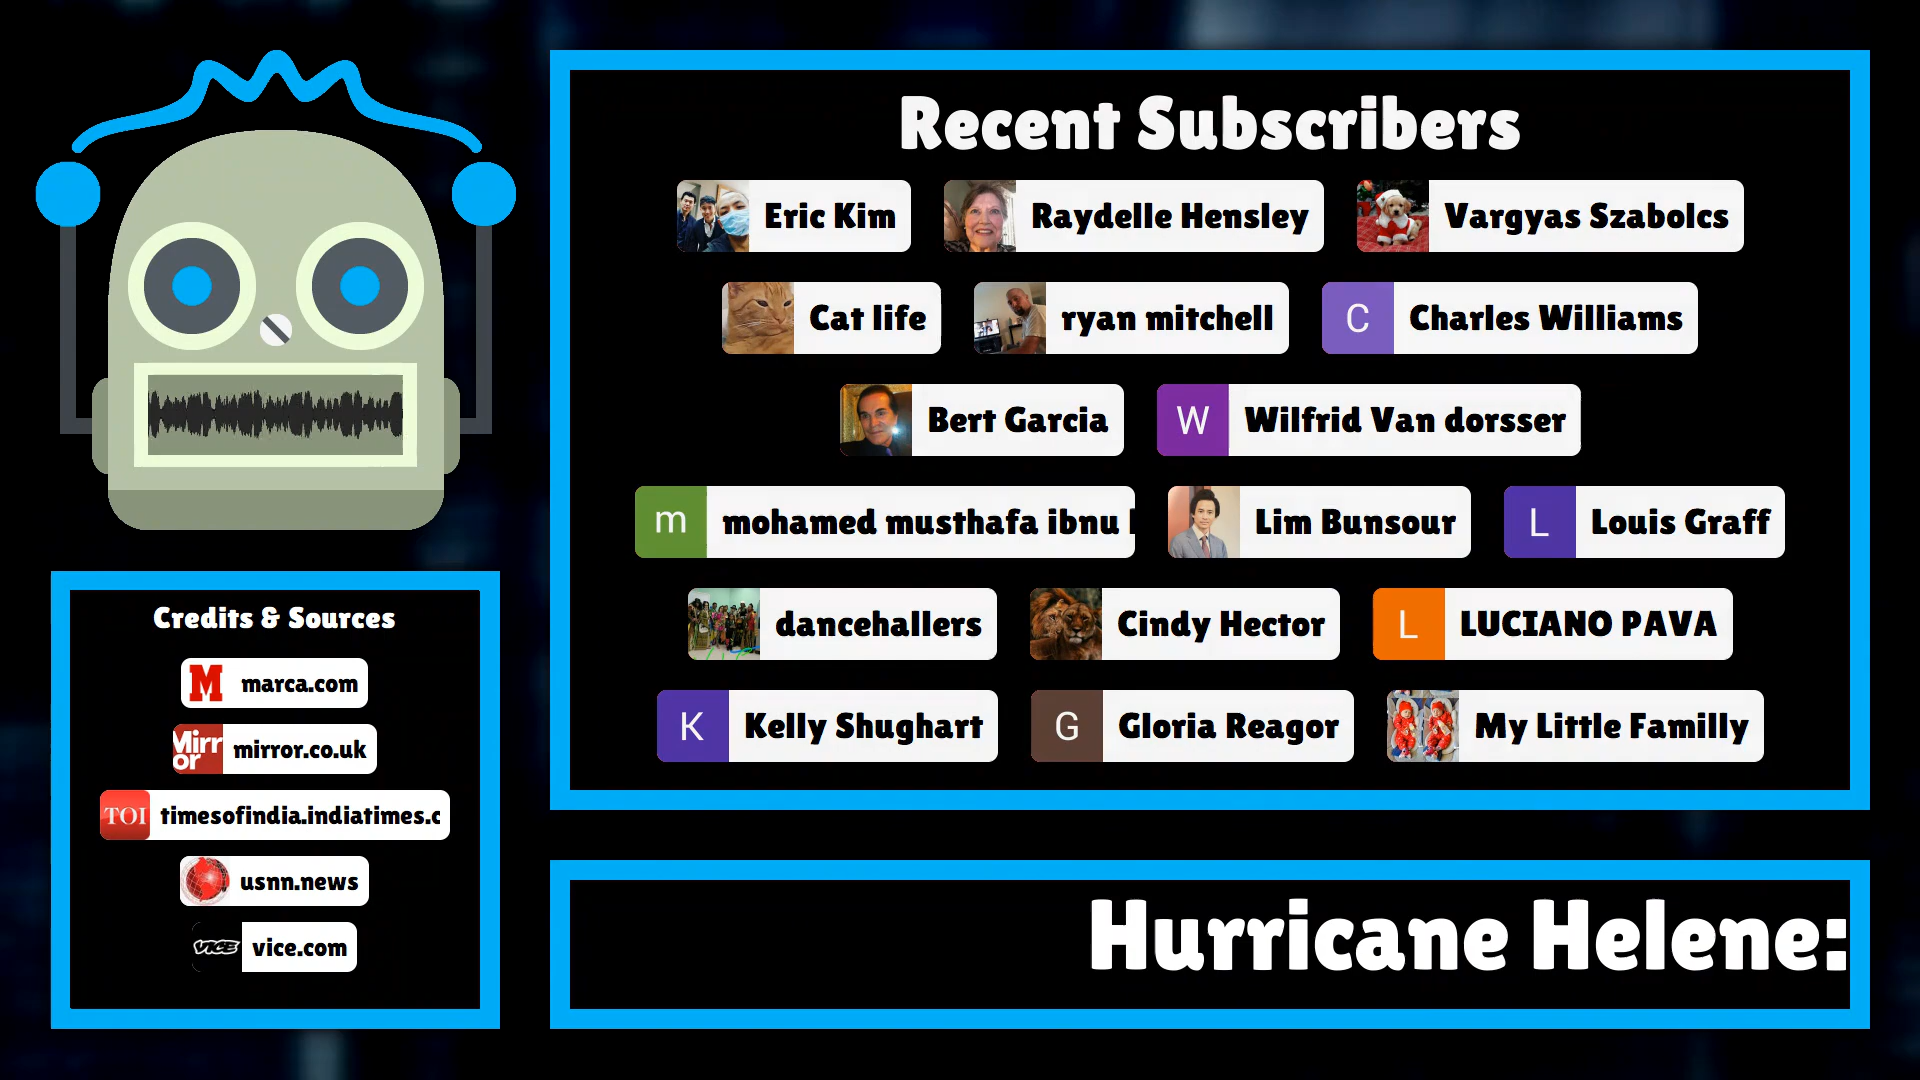 Recent Subscribers
Eric Kim
Raydelle Hensley
Vargyas Szabolcs
Cat life
ryan mitchell
C
Charles Williams
Bert Garcia
W
Wilfrid Van dorsser
m
mohamed musthafa ibnu
Lim Bunsour
L
Louis Graff
dancehallers
Cindy Hector
L
LUCIANO PAVA
K
Kelly Shughart
G
Gloria Reagor
My Little Familly
Credits & Sources
M
marca.com
Mirr
or
mirror.co.uk
TOI
timesofindia.indiatimes.c
usnn.news
VICE
vice.com
Hurricane Helene: